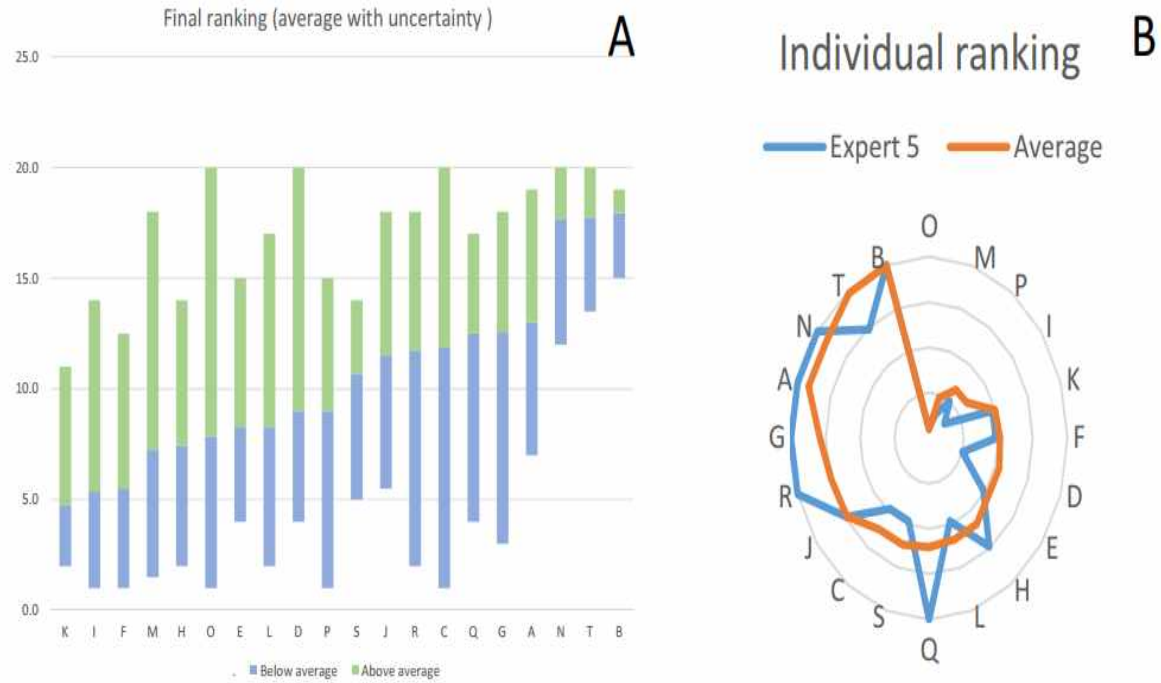 Final ranking (average with uncertainty )
A
25.0
20.0
15.0
10.0
5.0
0.0
K I F M H O E L D P S J R C Q G A N T B
. Below average Above average
B
Individual ranking
Expert 5 Average
O
B M
T P
N I
A K
G F
R D
J E
C H
S L
Q